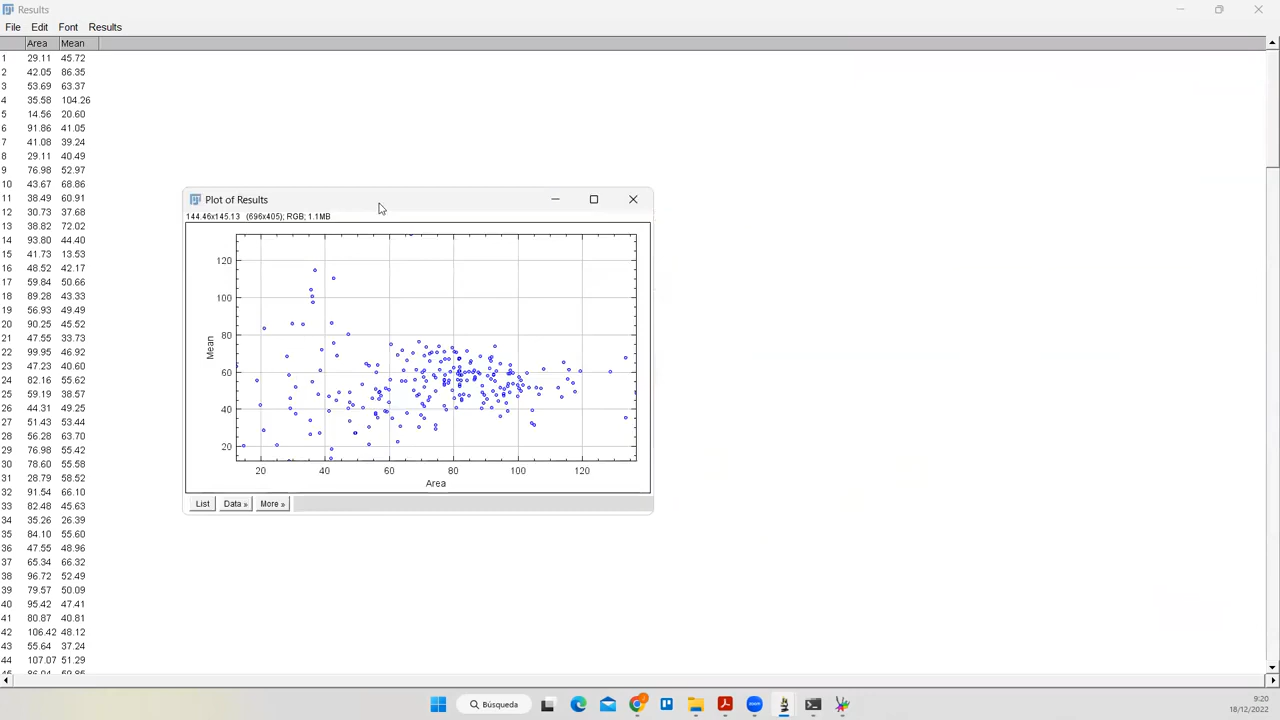 Results
File Edit Font Results
Area Mean
1 29.11 45.72
2 42.05 86.35
3 53.69 63.37
4 35.58 104.26
5 14.56 20.60
6 91.86 41.05
7 41.08 39.24
8 29.11 40.49
9 76.98 52.97
10 43.67 68.86
11 38.49 60.91
12 30.73 37.68
13 38.82 72.02
14 93.80 44.40
15 41.73 13.53
16 48.52 42.17
17 59.84 50.66
18 89.28 43.33
19 56.93 49.49
20 90.25 45.52
21 47.55 33.73
22 99.95 46.92
23 47.23 40.60
24 82.16 55.62
25 59.19 38.57
26 44.31 49.25
27 51.43 53.44
28 56.28 63.70
29 76.98 55.42
30 78.60 55.58
31 28.79 58.52
32 91.54 66.10
33 82.48 45.63
34 35.26 26.39
35 84.10 55.60
36 47.55 48.96
37 65.34 66.32
38 96.72 52.49
39 79.57 50.09
40 95.42 47.41
41 80.87 40.81
42 106.42 48.12
43 55.64 37.24
44 107.07 51.29
Plot of Results
144.46x145.13 (696x405); RGB; 1.1MB
120
100
80
60
40
20
Mean
20 40 60 80 100 120
Area
List Data » More »
Búsqueda
zoom
9:20
18/12/2022